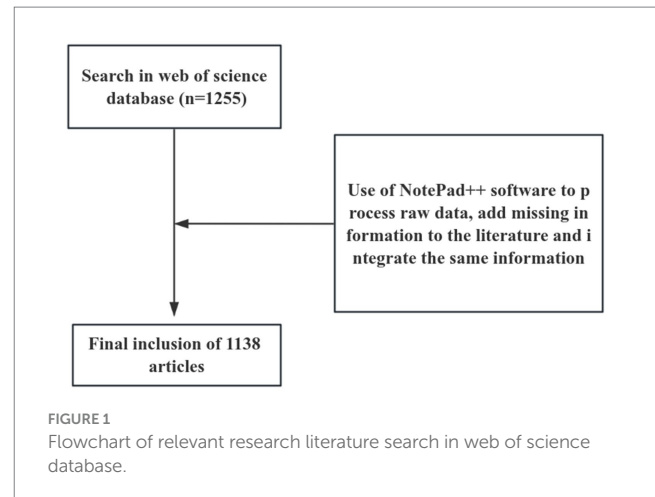 Search in web of science
database (n=1255)
Use of NotePad++ software to p
rocess raw data, add missing in
formation to the literature and i
ntegrate the same information
Final inclusion of 1138
articles
FIGURE 1
Flowchart of relevant research literature search in web of science
database.